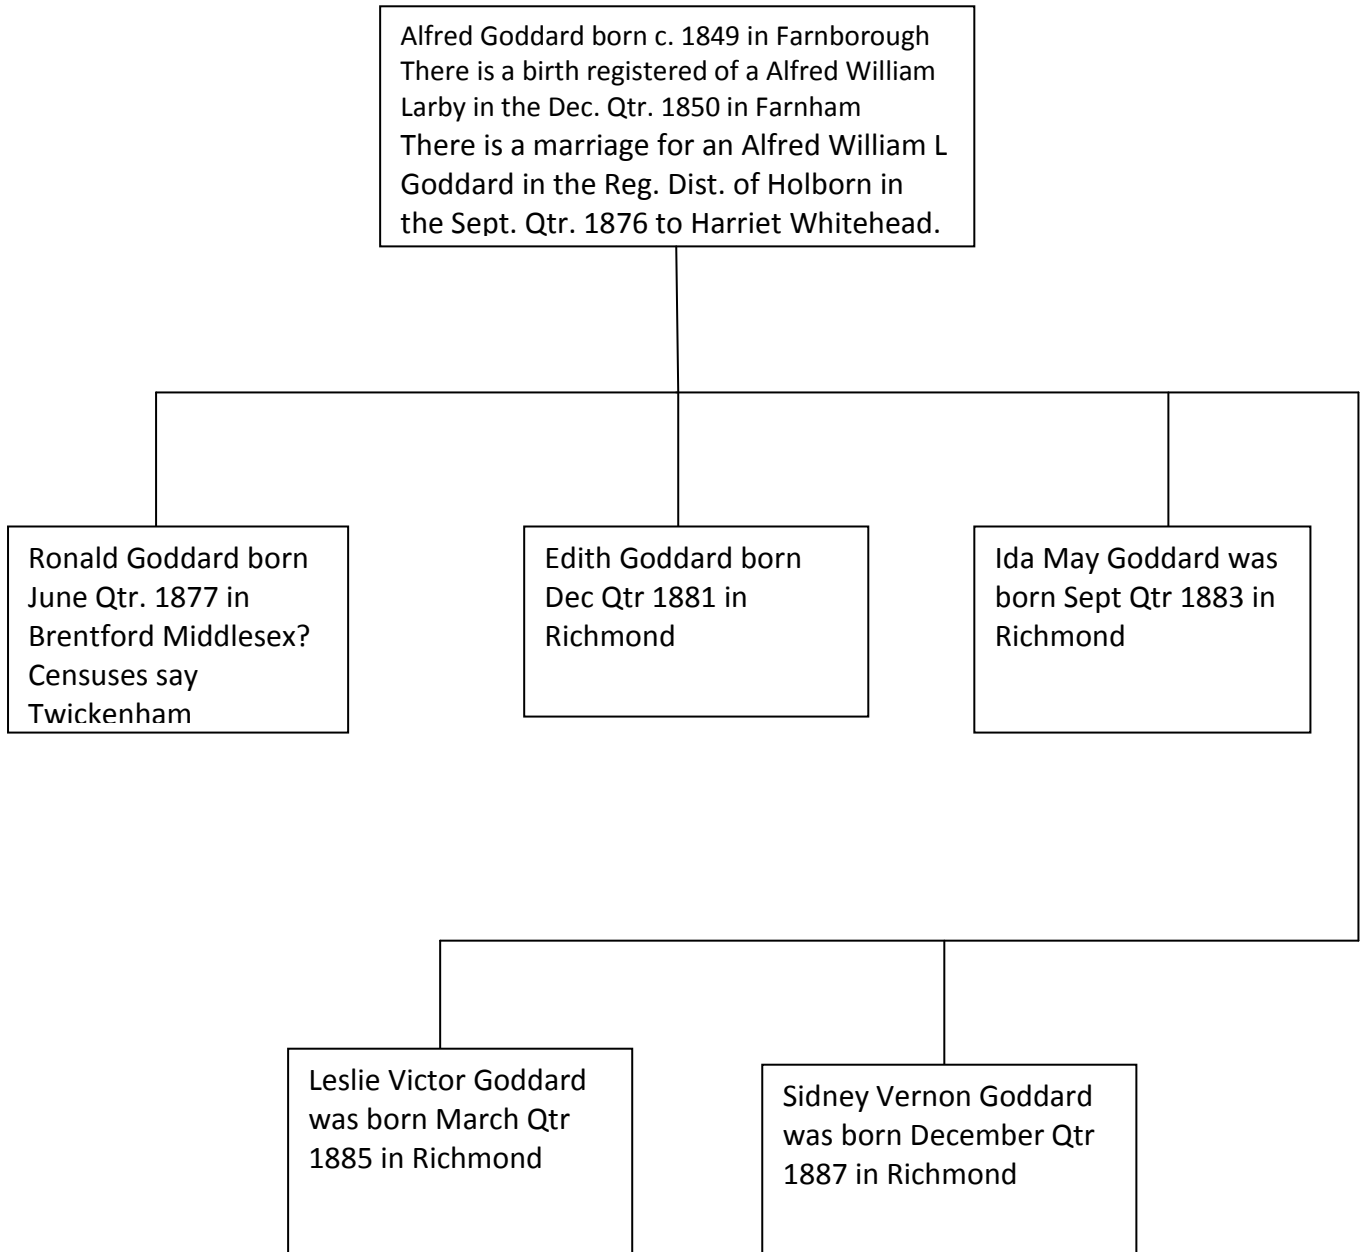 Alfred Goddard born c. 1849 in Farnborough
There is a birth registered of a Alfred William
Larby in the Dec. Qtr. 1850 in Farnham
There is a marriage for an Alfred William L
Goddard in the Reg. Dist. of Holborn in
the Sept. Qtr. 1876 to Harriet Whitehead.
Ronald Goddard born
June Qtr. 1877 in
Brentford Middlesex?
Censuses say
Twickenham
Edith Goddard born
Dec Qtr 1881 in
Richmond
Ida May Goddard was
born Sept Qtr 1883 in
Richmond
Leslie Victor Goddard
was born March Qtr
1885 in Richmond
Sidney Vernon Goddard
was born December Qtr
1887 in Richmond